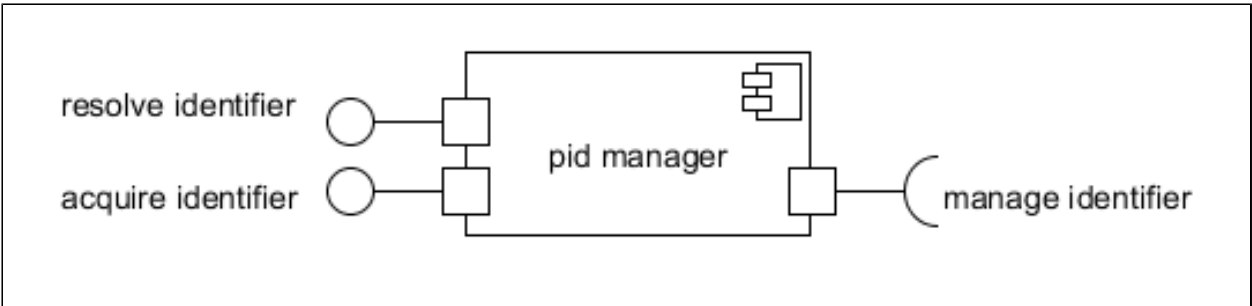 resolve identifier
pid manager
acquire identifier
manage identifier